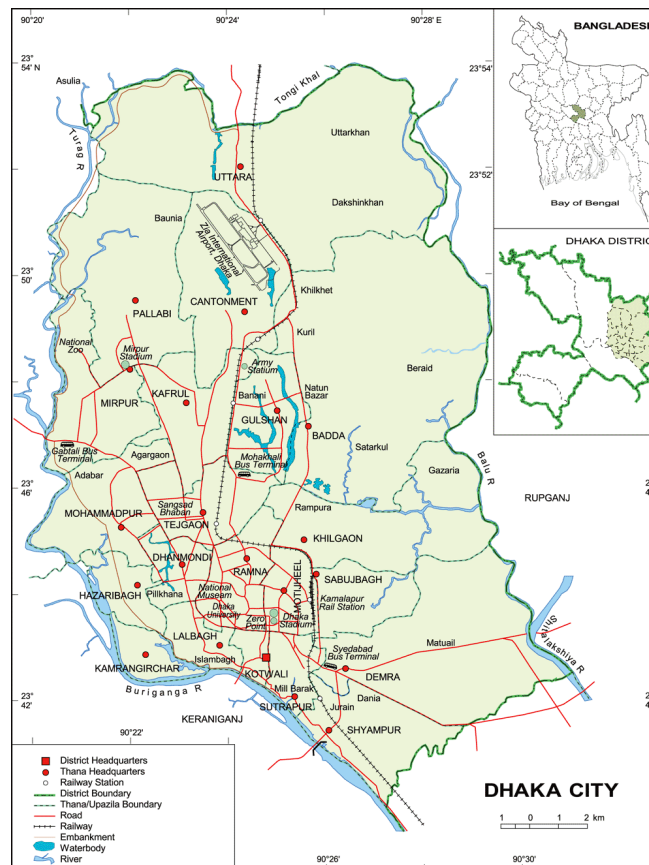 90°20'
90°24'
90°28' E
23°
54' N
Asulia
Tongi Khal
BANGLADESH
23°54'
Turag R
Uttarkhan
UTTARA
23°52'
Dakshinkhan
Baunia
Zia International
Airport, Dhaka
Bay of Bengal
DHAKA DISTRICT
23°
50'
Khilkhet
CANTONMENT
PALLABI
Kuril
National
Zoo
Mirpur
Stadium
Army
Statium
Beraid
MIRPUR
KAFRUL
Banani
Natun
Bazar
GULSHAN
BADDA
Gabtali Bus
Termidal
Agargaon
Mohakhali
Bus Terminal
Satarkul
Balu R
Adabar
Gazaria
23°
46'
RUPGANJ
Sangsad
Bhaban
Rampura
MOHAMMADPUR
TEJGAON
KHILGAON
DHANMONDI
RAMNA
MOTIJHEEL
SABUJBAGH
HAZARIBAGH
Pillkhana
National
Museam
Kamalapur
Rail Station
Dhaka
University
Zero
Point
Dhaka
Stadium
LALBAGH
Syedabad
Bus Terminal
Matuail
KAMRANGIRCHAR
Islambagh
KOTWALI
DEMRA
Buriganga R
Mill Barak
Dania
23°
42'
SUTRAPUR
Jurain
KERANIGANJ
SHYAMPUR
90°22'
District Headquarters
Thana Headquarters
Railway Station
District Boundary
Thana/Upazila Boundary
Road
Railway
Embankment
Waterbody
River
DHAKA CITY
1 0 1 2 km
90°26'
90°30'